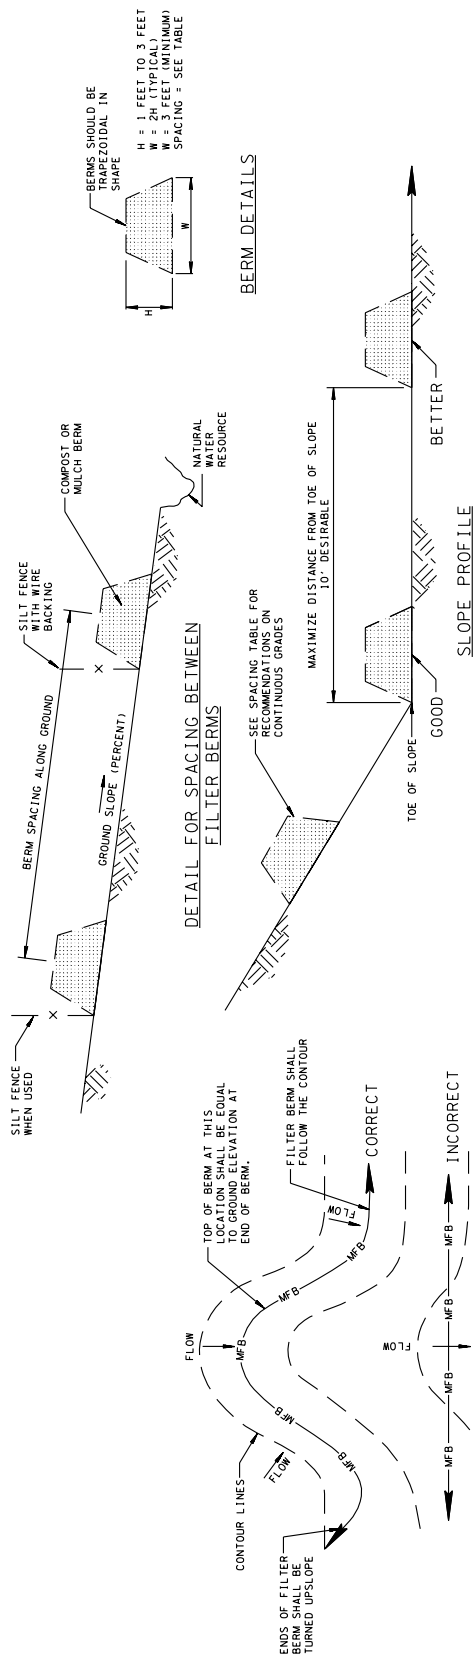 ENDS OF FILTER
BERM SHALL BE
TURNED UPSLOPE
CONTOUR LINES
FLOW
FLOW
TOP OF BERM AT THIS
LOCATION SHALL BE EQUAL
TO GROUND ELEVATION AT
END OF BERM.
FILTER BERM SHALL
FOLLOW THE CONTOUR
FLOW
MFB
MFB
MFB
MFB
MFB
CORRECT
FLOW
MFB
MFB
MFB
MFB
INCORRECT
SILT FENCE
WHEN USED
BERM SPACING ALONG GROUND
GROUND SLOPE (PERCENT)
SILT FENCE
WITH WIRE
BACKING
COMPOST OR
MULCH BERM
NATURAL
WATER
RESOURCE
DETAIL FOR SPACING BETWEEN
FILTER BERMS
BERMS SHOULD BE
TRAPEZOIDAL IN
SHAPE
H
W
H = 1 FEET TO 3 FEET
W = 2H (TYPICAL)
W = 3 FEET (MINIMUM)
SPACING = SEE TABLE
BERM DETAILS
SEE SPACING TABLE FOR
RECOMMENDATIONS ON
CONTINUOUS GRADES
MAXIMIZE DISTANCE FROM TOE OF SLOPE
10' DESIRABLE
TOE OF SLOPE
GOOD
BETTER
SLOPE PROFILE